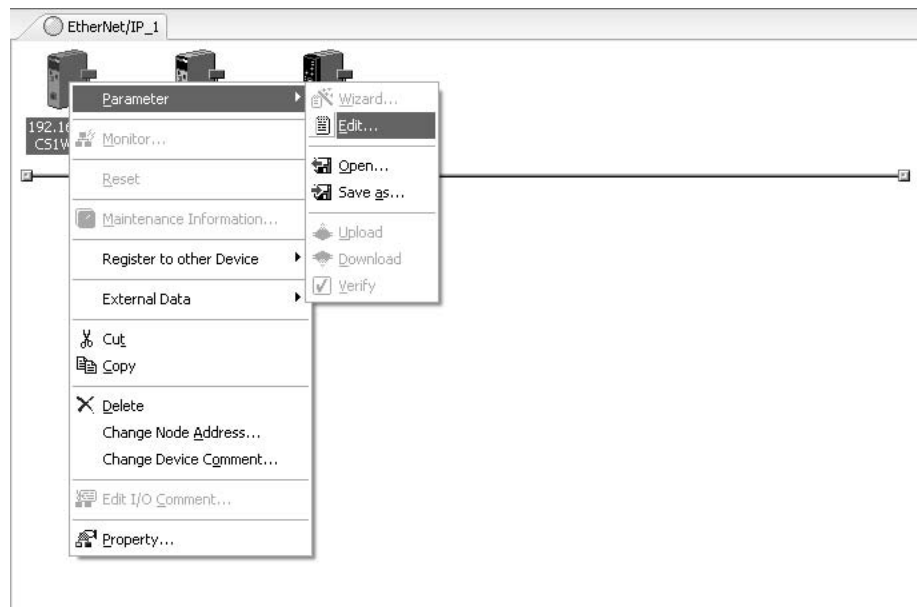 EtherNet/IP_1
192.16
CS1W
Parameter
Monitor...
Reset
Maintenance Information...
Register to other Device
External Data
Cut
Copy
Delete
Change Node Address...
Change Device Comment...
Edit I/O Comment...
Property...
Wizard...
Edit...
Open...
Save as...
Upload
Download
Verify